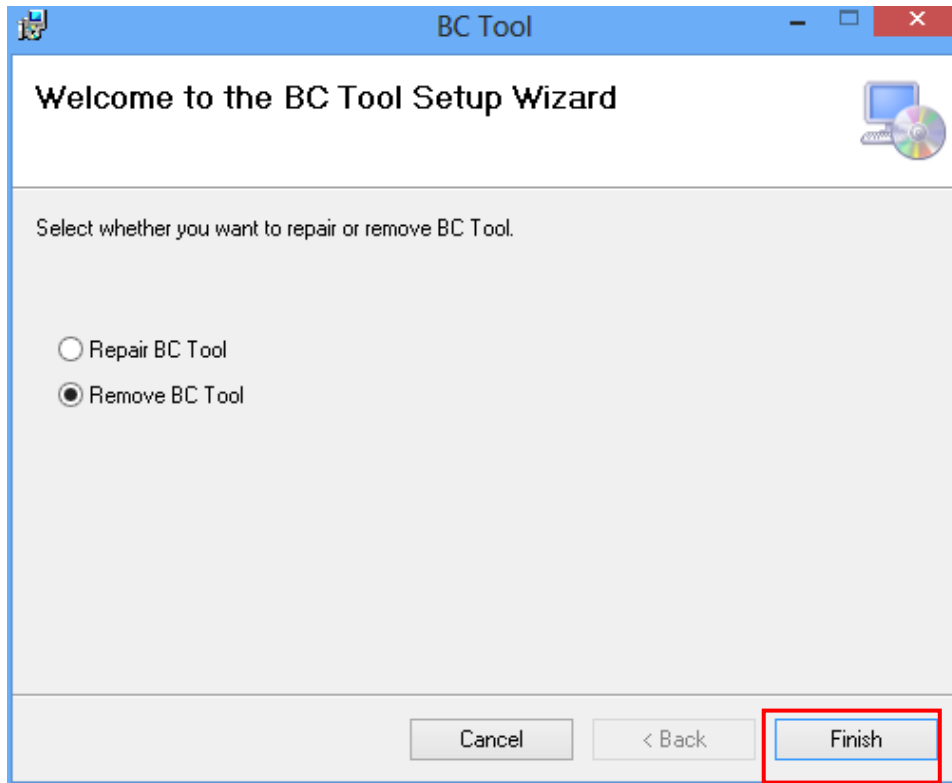 BC Tool
Welcome to the BC Tool Setup Wizard
Select whether you want to repair or remove BC Tool.
Repair BC Tool
Remove BC Tool
Cancel
< Back
Finish